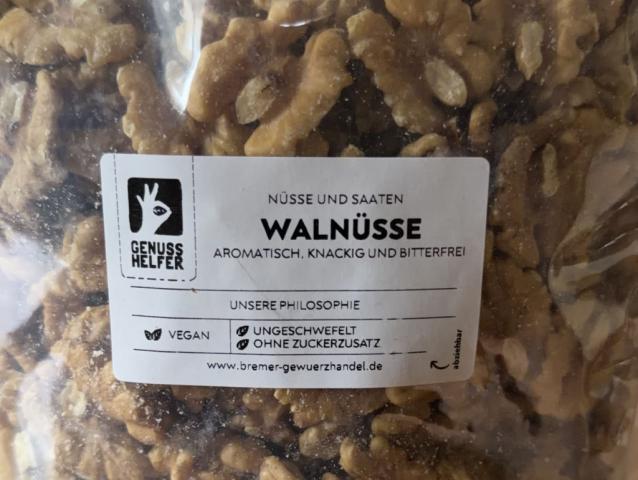 GENUSS
HELFER
NÜSSE UND SAATEN
WALNÜSSE
AROMATISCH, KNACKIG UND BITTERFREI
UNSERE PHILOSOPHIE
VEGAN
UNGESCHWEFELT
OHNE ZUCKERZUSATZ
www.bremer-gewuerzhandel.de
abziehbar